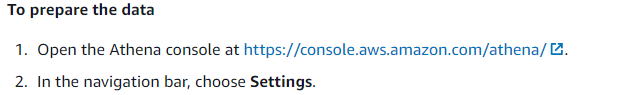 To prepare the data
1. Open the Athena console at https://console.aws.amazon.com/athena/.
2. In the navigation bar, choose Settings.